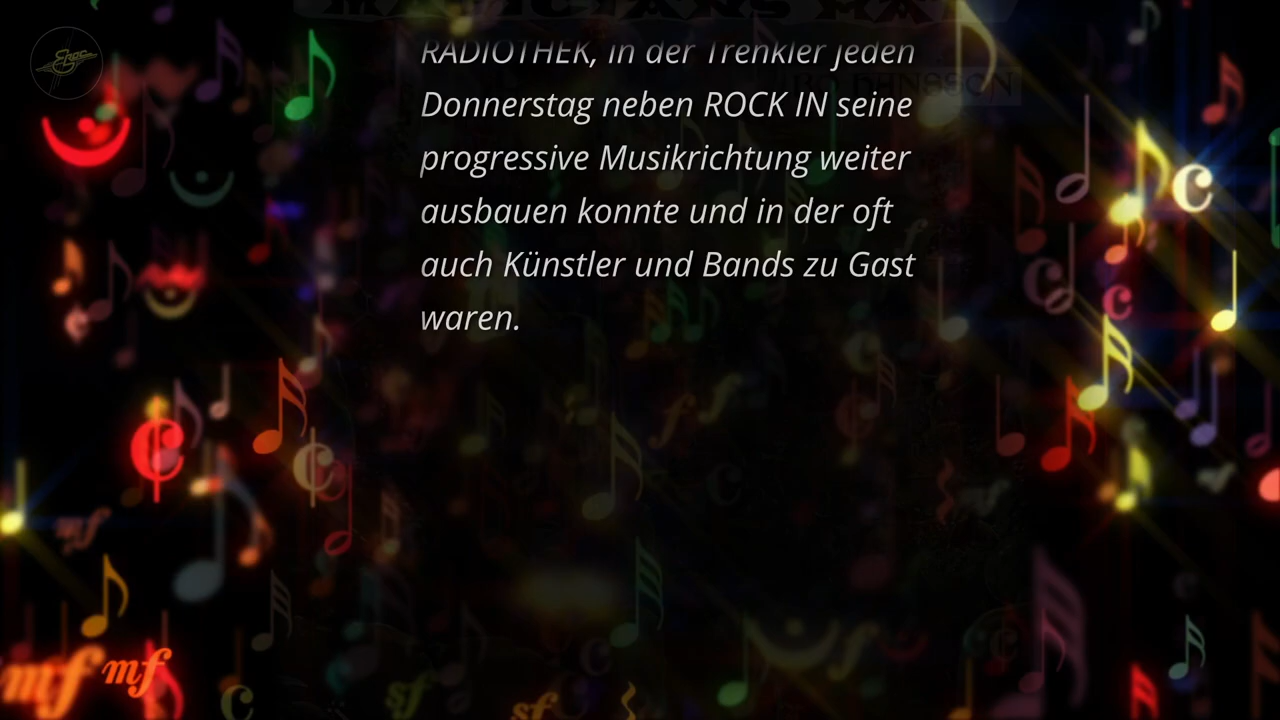 RADIOTHEK, in der Trenkler jeden
Donnerstag neben ROCK IN seine
progressive Musikrichtung weiter
ausbauen konnte und in der oft
auch Künstler und Bands zu Gast
waren.